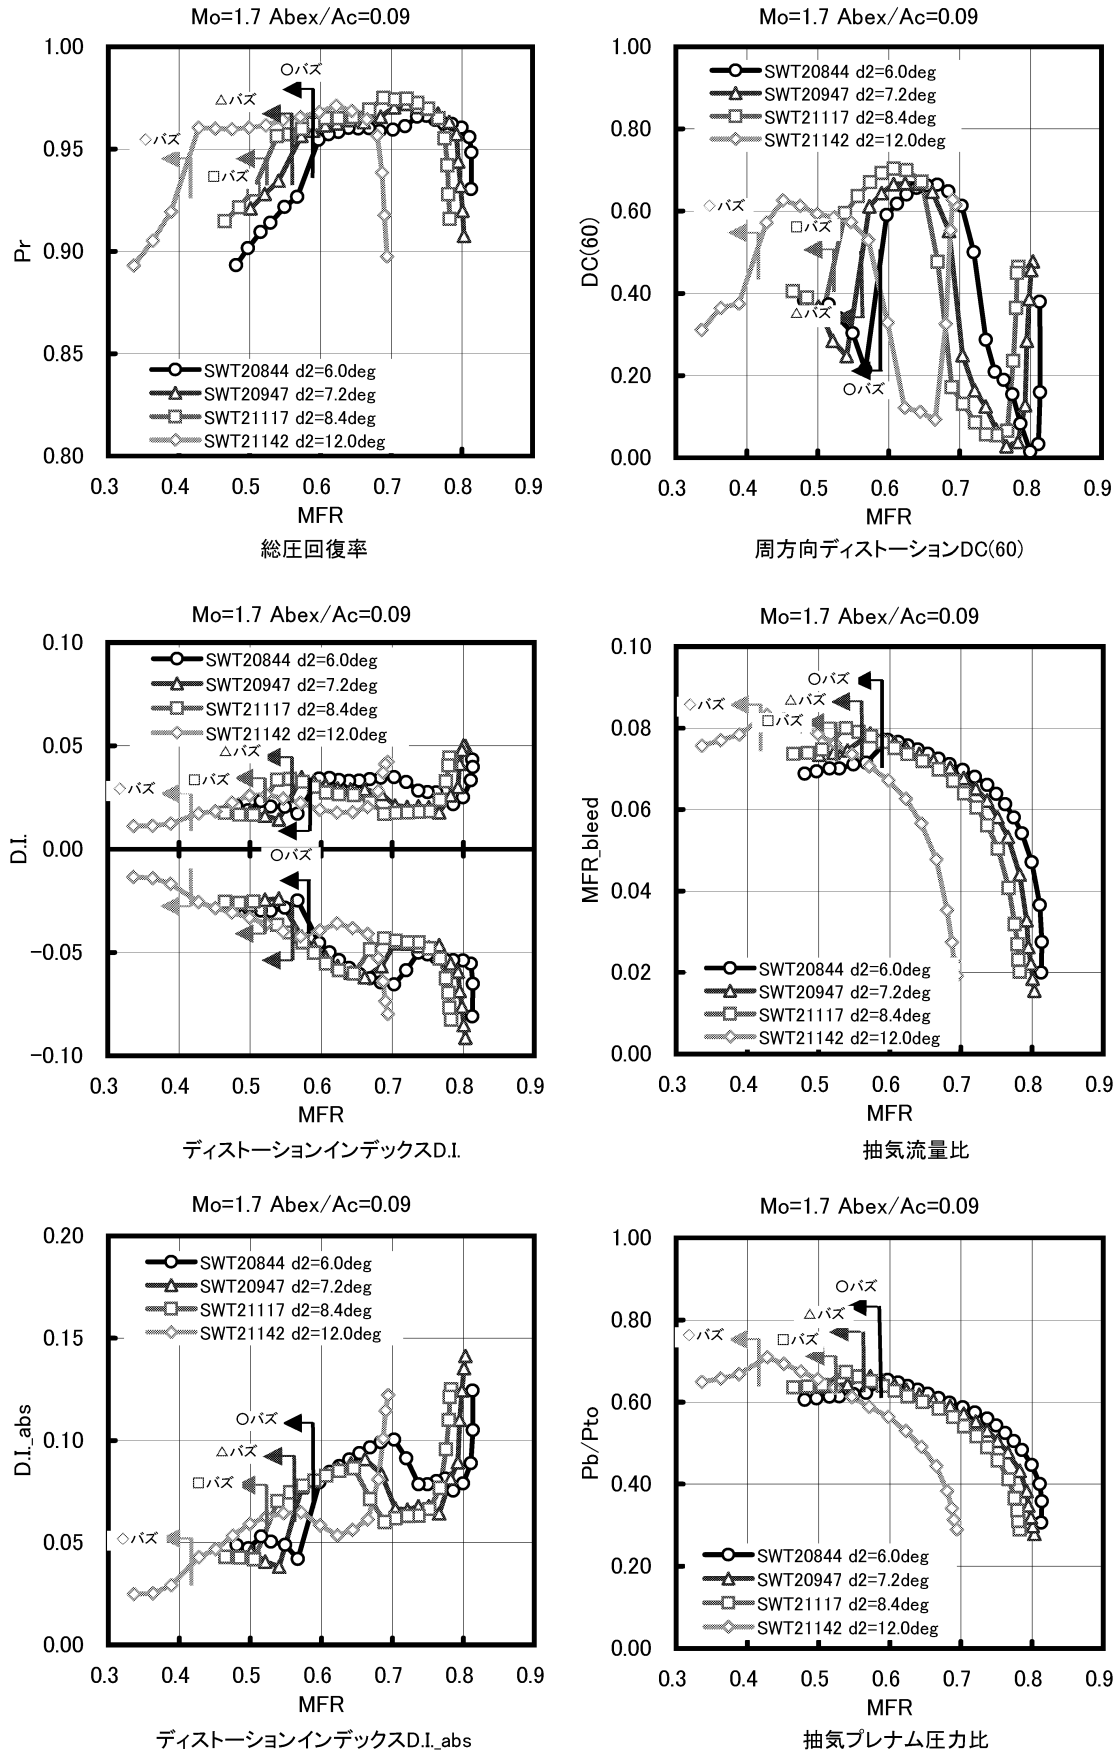 Mo=1.7 Abex/Ac=0.09
1.00
0.95
0.90
0.85
0.80
Pr
○バズ
△バズ
◇バズ
□バズ
SWT20844 d2=6.0deg
SWT20947 d2=7.2deg
SWT21117 d2=8.4deg
SWT21142 d2=12.0deg
0.3 0.4 0.5 0.6 0.7 0.8 0.9
MFR
総圧回復率
Mo=1.7 Abex/Ac=0.09
1.00
0.80
0.60
0.40
0.20
0.00
DC(60)
SWT20844 d2=6.0deg
SWT20947 d2=7.2deg
SWT21117 d2=8.4deg
SWT21142 d2=12.0deg
◇バズ
□バズ
△バズ
○バズ
0.3 0.4 0.5 0.6 0.7 0.8 0.9
MFR
周方向ディストーションDC(60)
Mo=1.7 Abex/Ac=0.09
0.10
0.05
0.00
-0.05
-0.10
D.I.
SWT20844 d2=6.0deg
SWT20947 d2=7.2deg
SWT21117 d2=8.4deg
SWT21142 d2=12.0deg
△バズ
□バズ
◇バズ
○バズ
0.3 0.4 0.5 0.6 0.7 0.8 0.9
MFR
ディストーションインデックスD.I.
Mo=1.7 Abex/Ac=0.09
0.10
0.08
0.06
0.04
0.02
0.00
MFR_bleed
○バズ
△バズ
◇バズ
□バズ
SWT20844 d2=6.0deg
SWT20947 d2=7.2deg
SWT21117 d2=8.4deg
SWT21142 d2=12.0deg
0.3 0.4 0.5 0.6 0.7 0.8 0.9
MFR
抽気流量比
Mo=1.7 Abex/Ac=0.09
0.20
0.15
0.10
0.05
0.00
D.I._abs
SWT20844 d2=6.0deg
SWT20947 d2=7.2deg
SWT21117 d2=8.4deg
SWT21142 d2=12.0deg
○バズ
△バズ
□バズ
◇バズ
0.3 0.4 0.5 0.6 0.7 0.8 0.9
MFR
ディストーションインデックスD.I._abs
Mo=1.7 Abex/Ac=0.09
1.00
0.80
0.60
0.40
0.20
0.00
Pb/Pto
○バズ
△バズ
◇バズ
□バズ
SWT20844 d2=6.0deg
SWT20947 d2=7.2deg
SWT21117 d2=8.4deg
SWT21142 d2=12.0deg
0.3 0.4 0.5 0.6 0.7 0.8 0.9
MFR
抽気プレナム圧力比